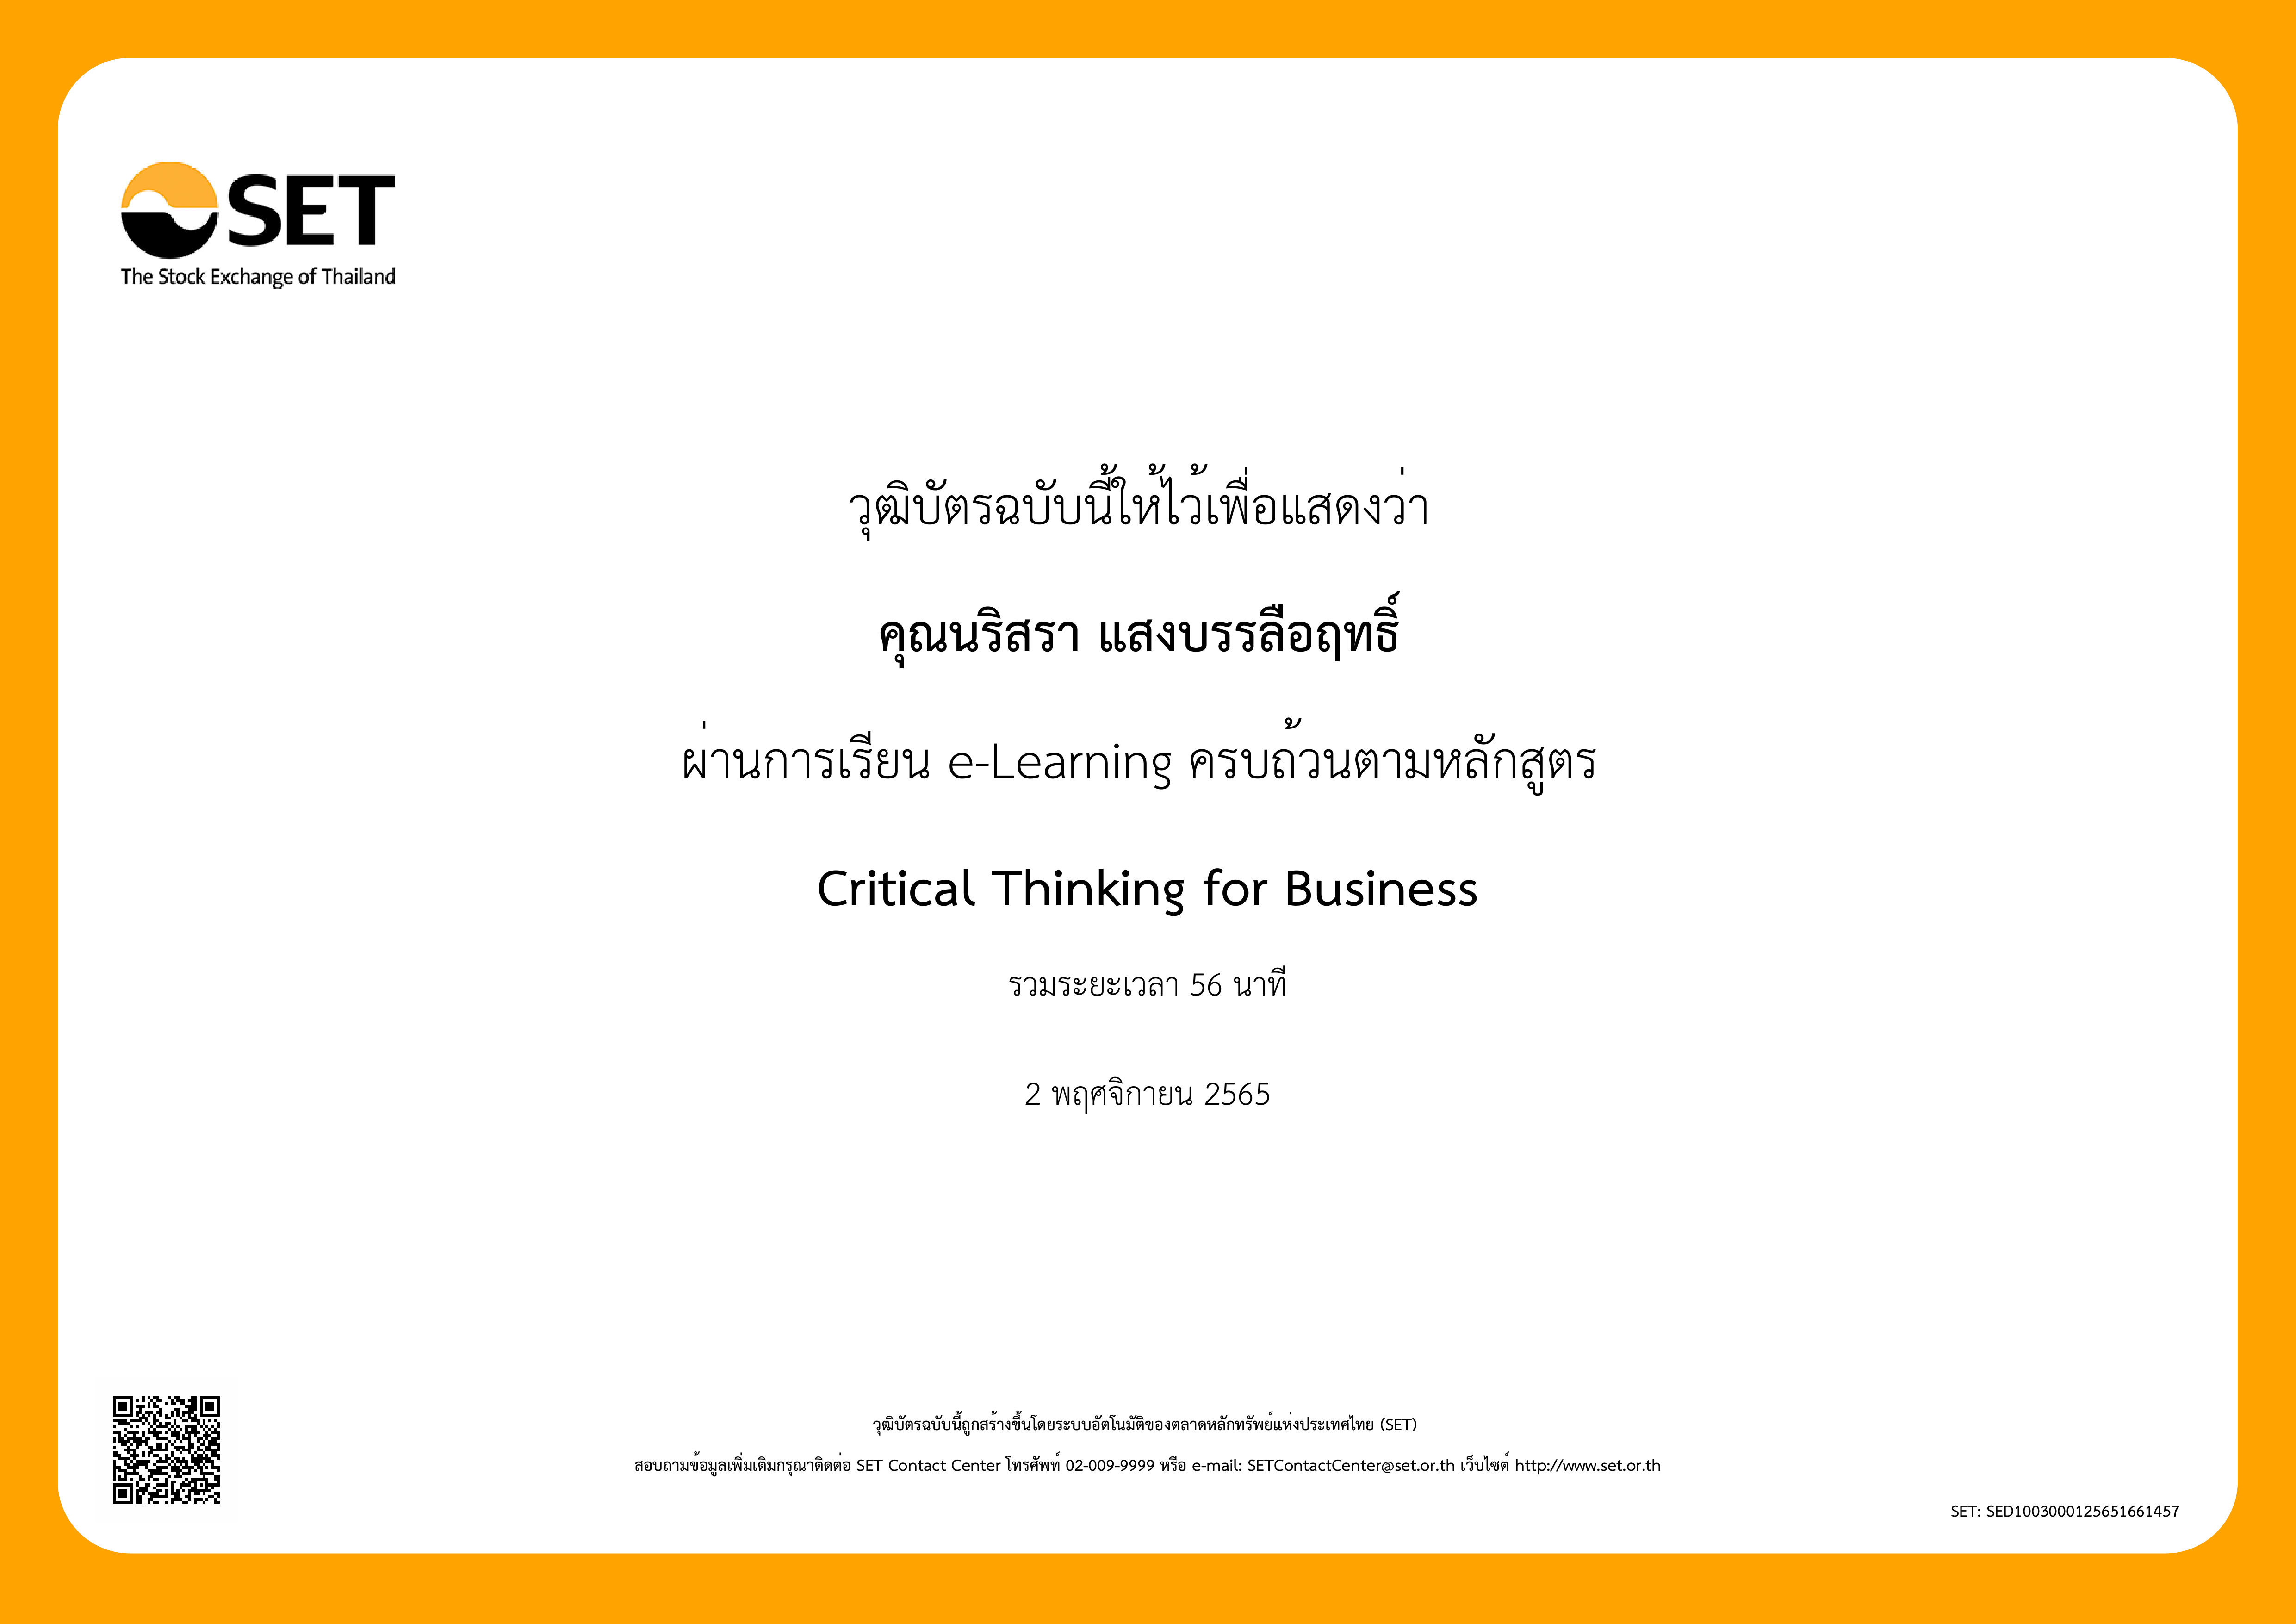 SET
The Stock Exchange of Thailand
วุฒิบัตรฉบับนี้ให้ไว้เพื่อแสดงว่า
คุณนริสรา แสงบรรลือฤทธิ์
ผ่านการเรียน e-Learning ครบถ้วนตามหลักสูตร
Critical Thinking for Business
รวมระยะเวลา 56 นาที
2 พฤศจิกายน 2565
วุฒิบัตรฉบับนี้ถูกสร้างขึ้นโดยระบบอัตโนมัติของตลาดหลักทรัพย์แห่งประเทศไทย (SET)
สอบถามข้อมูลเพิ่มเติมกรุณาติดต่อ SET Contact Center โทรศัพท์ 02-009-9999 หรือ e-mail: SETContactCenter@set.or.th เว็บไซต์ http://www.set.or.th
SET: SED1003000125651661457